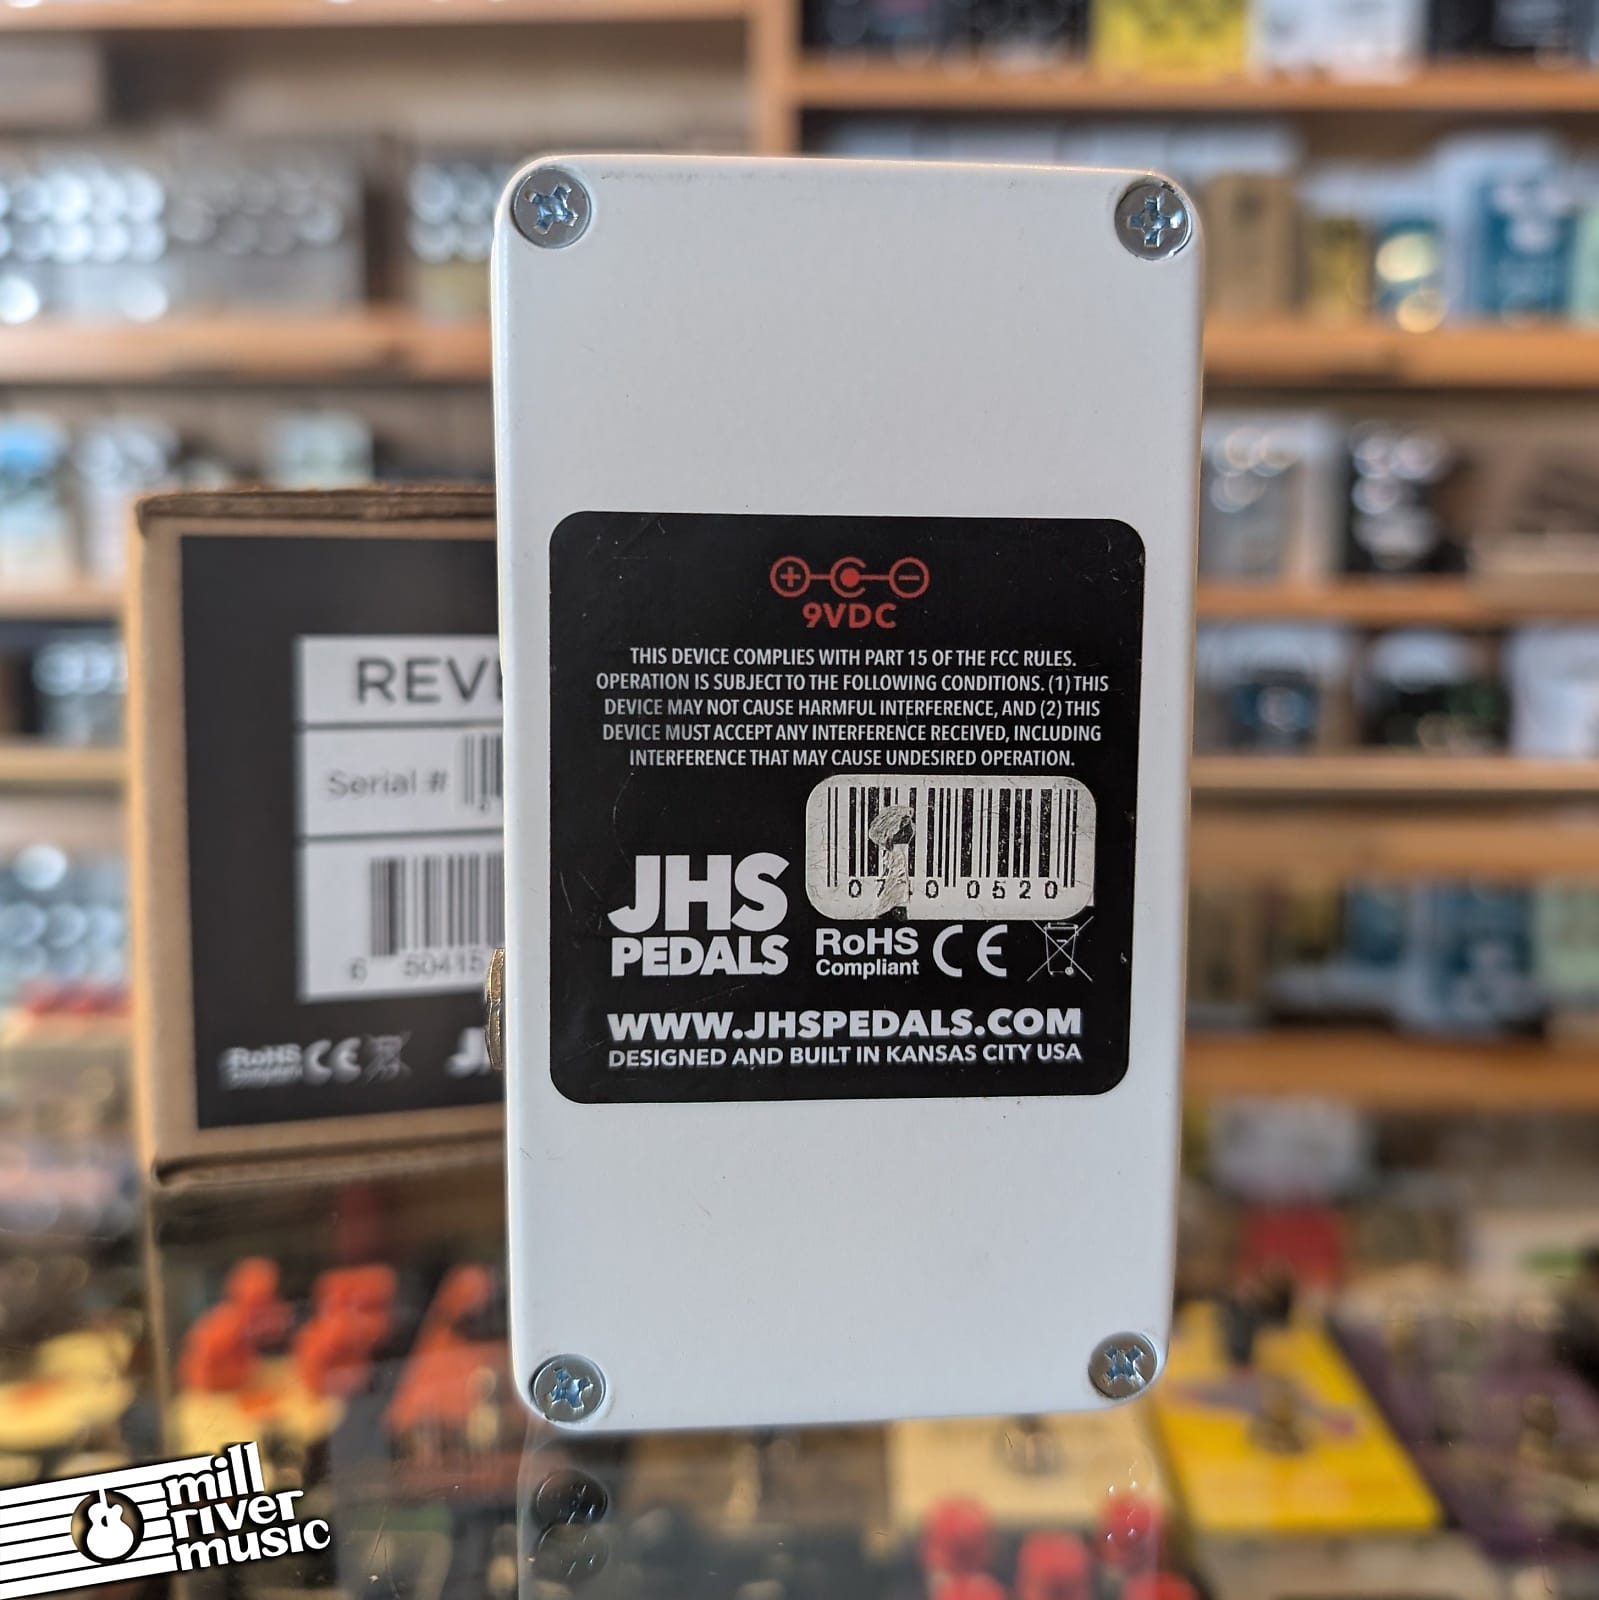 9VDC
THIS DEVICE COMPLIES WITH PART 15 OF THE FCC RULES.
OPERATION IS SUBJECT TO THE FOLLOWING CONDITIONS. (1) THIS
DEVICE MAY NOT CAUSE HARMFUL INTERFERENCE, AND (2) THIS
DEVICE MUST ACCEPT ANY INTERFERENCE RECEIVED, INCLUDING
INTERFERENCE THAT MAY CAUSE UNDESIRED OPERATION.
JHS
PEDALS
RoHS
Compliant
CE
WWW.JHSPEDALS.COM
DESIGNED AND BUILT IN KANSAS CITY USA
Serial #
RoHS
Compliant
CE
mill
river
music